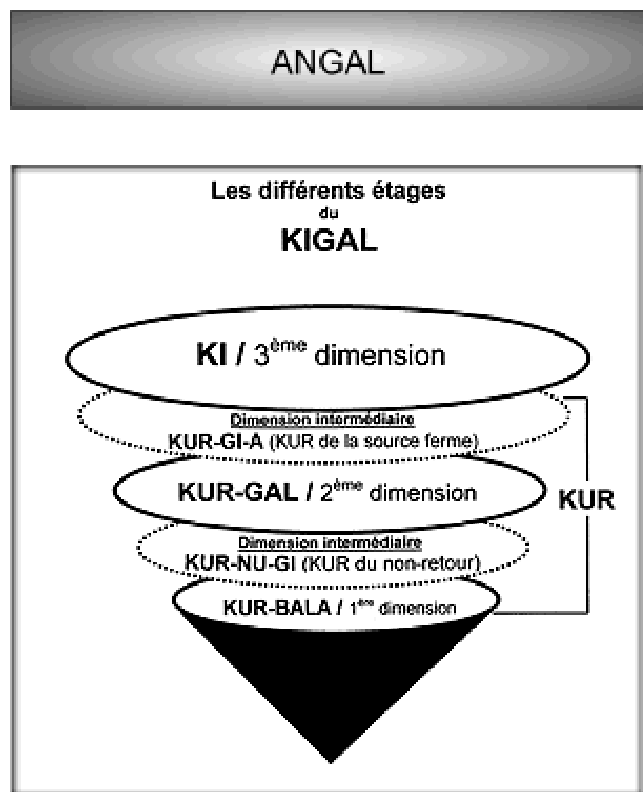 ANGAL
Les différents étages
du
KIGAL
KI / 3ème dimension
Dimension intermédiaire
KUR-GI-A (KUR de la source ferme)
KUR-GAL / 2ème dimension
KUR
Dimension intermédiaire
KUR-NU-GI (KUR du non-retour)
KUR-BALA / 1ère dimension